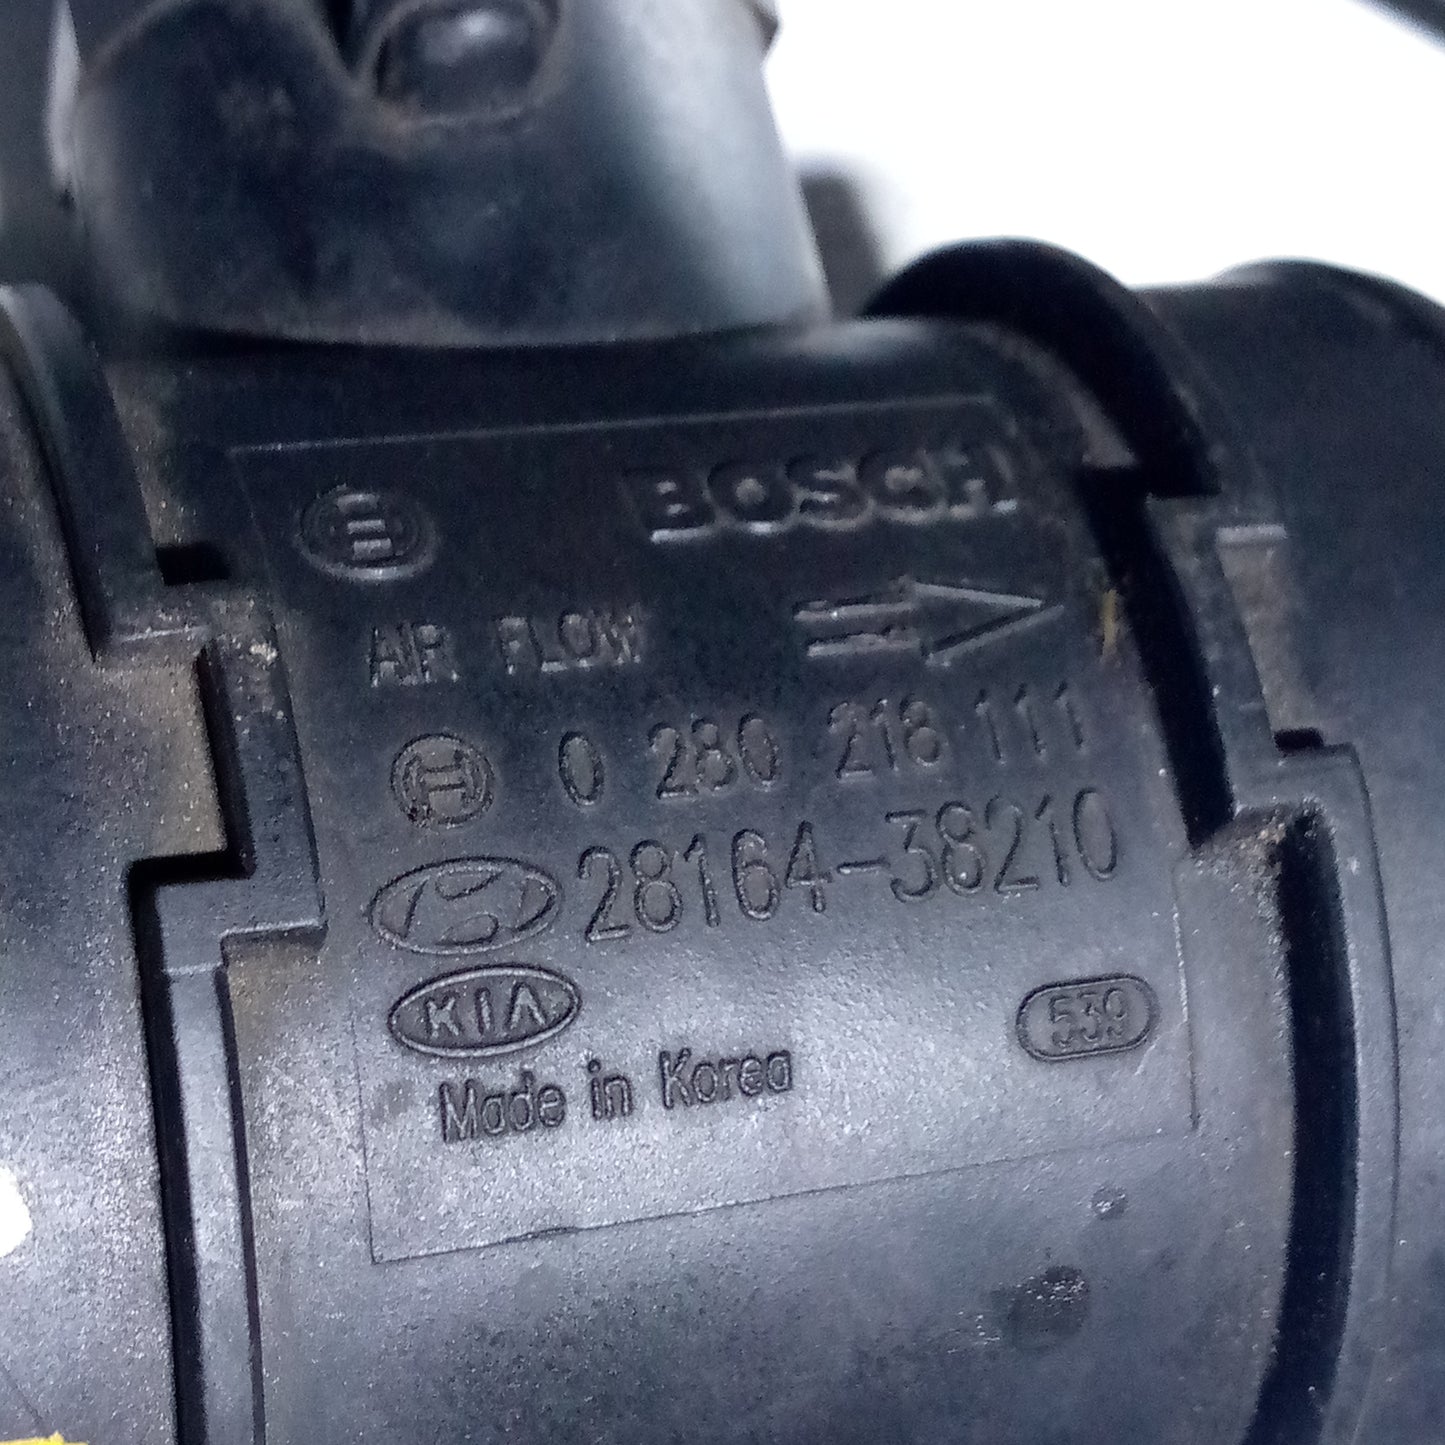 BOSCH
AIR FLOW
0 280 218 111
28164-38210
KIA
539
Made in Korea